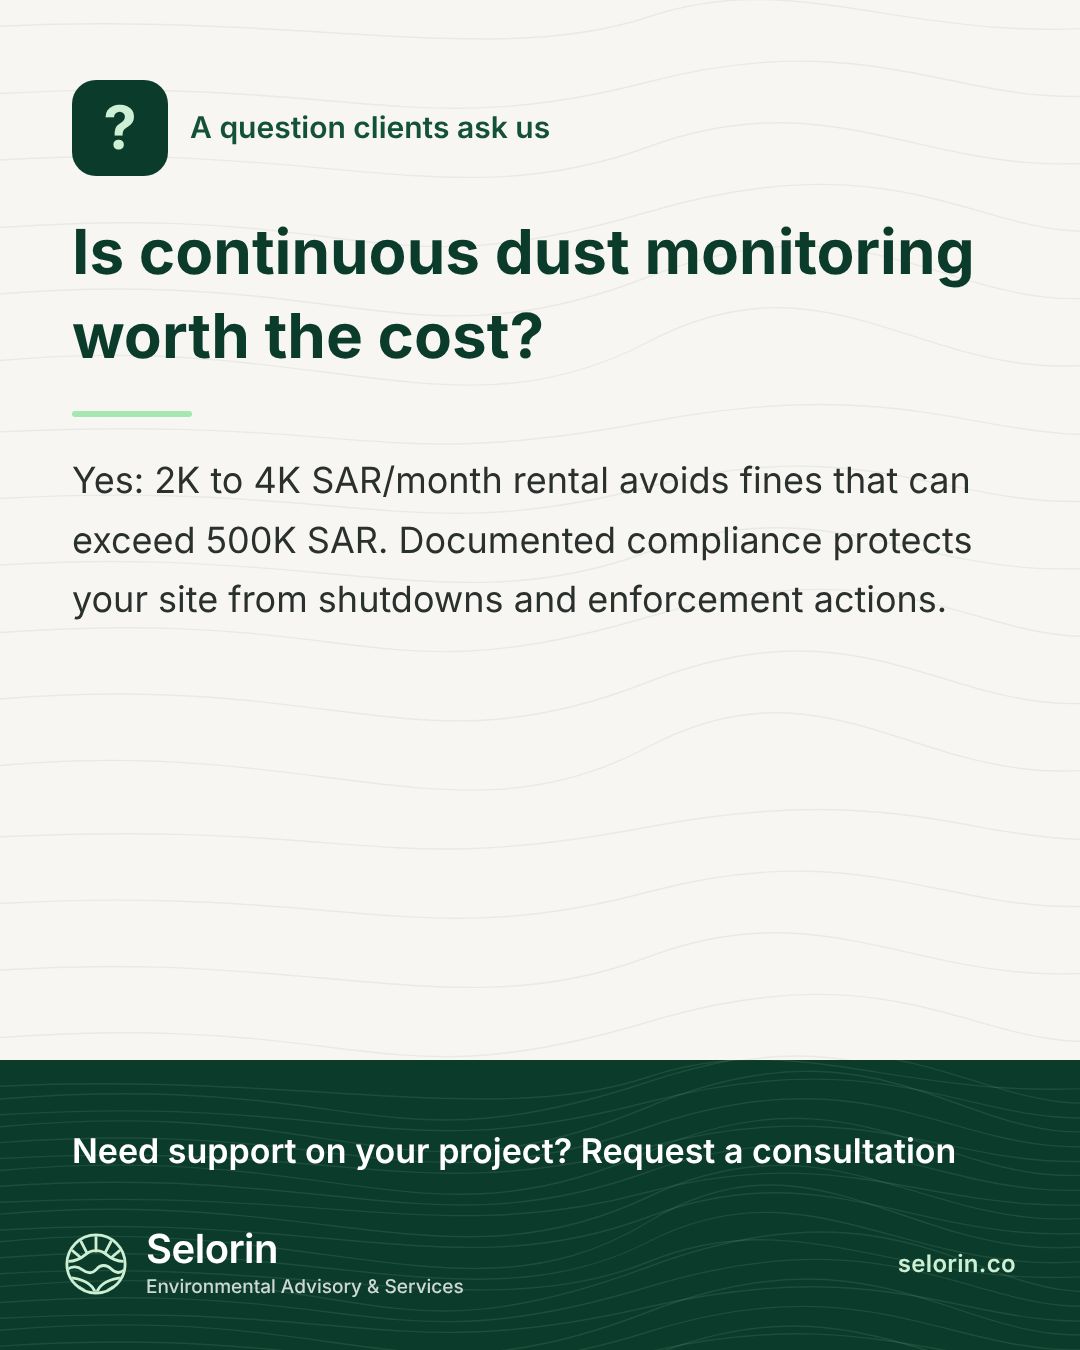 ?
A question clients ask us
Is continuous dust monitoring
worth the cost?
Yes: 2K to 4K SAR/month rental avoids fines that can
exceed 500K SAR. Documented compliance protects
your site from shutdowns and enforcement actions.
Need support on your project? Request a consultation
Selorin
Environmental Advisory & Services
selorin.co